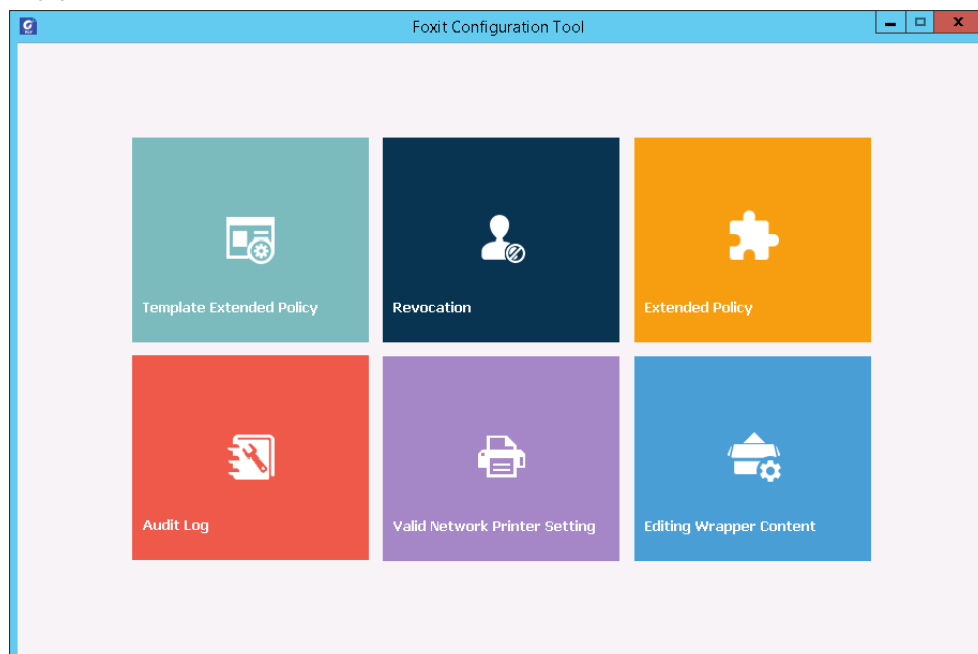 Foxit Configuration Tool
Template Extended Policy
Revocation
Extended Policy
Audit Log
Valid Network Printer Setting
Editing Wrapper Content